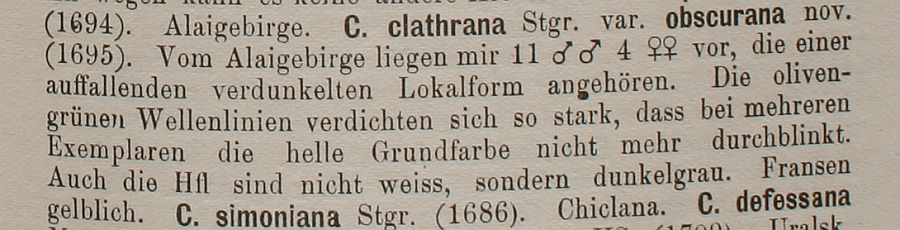 (1694). Alaigebirge. C. clathrana Stgr. var. obscurana nov.
(1695). Vom Alaigebirge liegen mir 11 ♂♂ 4 ♀♀ vor, die einer
auffallenden verdunkelten Lokalform angehören. Die oliven-
grünen Wellenlinien verdichten sich so stark, dass bei mehreren
Exemplaren die helle Grundfarbe nicht mehr durchblinkt.
Auch die Hfl sind nicht weiss, sondern dunkelgrau. Fransen
gelblich. C. simoniana Stgr. (1686). Chiclana. C. defessana
Uralsk